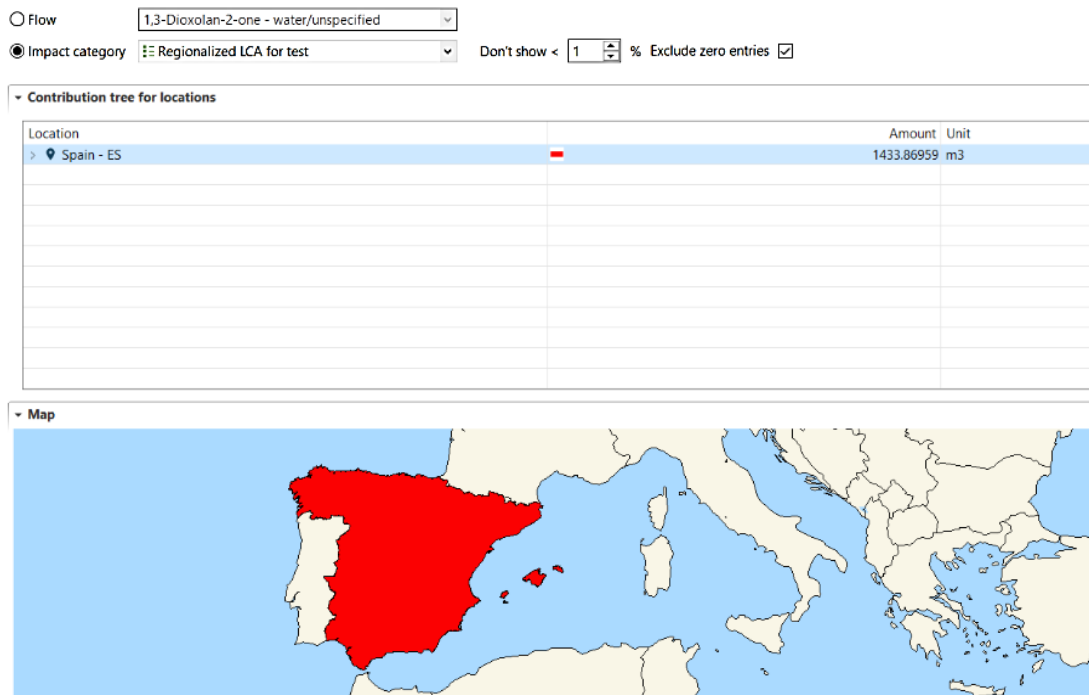 Flow 1,3-Dioxolan-2-one - water/unspecified
Impact category Regionalized LCA for test Don't show < 1 % Exclude zero entries
Contribution tree for locations
Location Amount Unit
Spain - ES 1433.86959 m3
Map